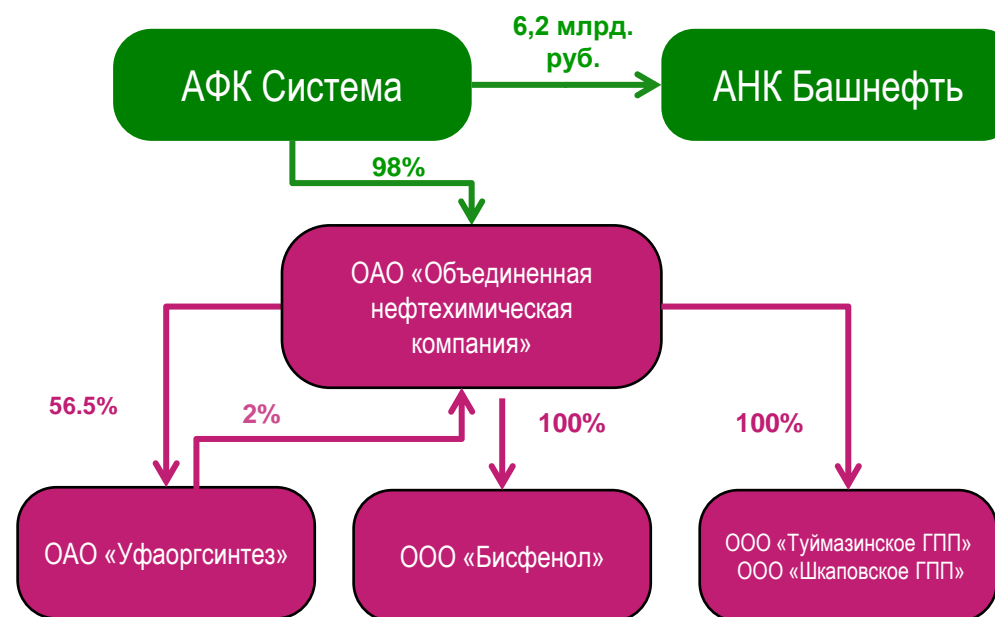 6,2 млрд.
руб.
АФК Система
АНК Башнефть
98%
ОАО «Объединенная
нефтехимическая
компания»
56.5%
2%
100%
100%
ОАО «Уфаоргсинтез»
ООО «Бисфенол»
ООО «Туймазинское ГПП»
ООО «Шкаповское ГПП»